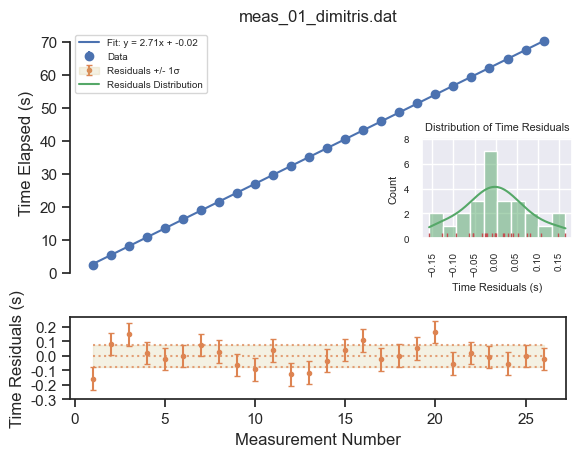 meas_01_dimitris.dat
Fit: y = 2.71x + -0.02
Data
Residuals +/- 1σ
Residuals Distribution
Time Elapsed (s)
70
60
50
40
30
20
10
0
Distribution of Time Residuals
Count
8
6
4
2
0
-0.15 -0.10 -0.05 0.00 0.05 0.10 0.15
Time Residuals (s)
Time Residuals (s)
0.2
0.1
0.0
-0.1
-0.2
-0.3
0 5 10 15 20 25
Measurement Number